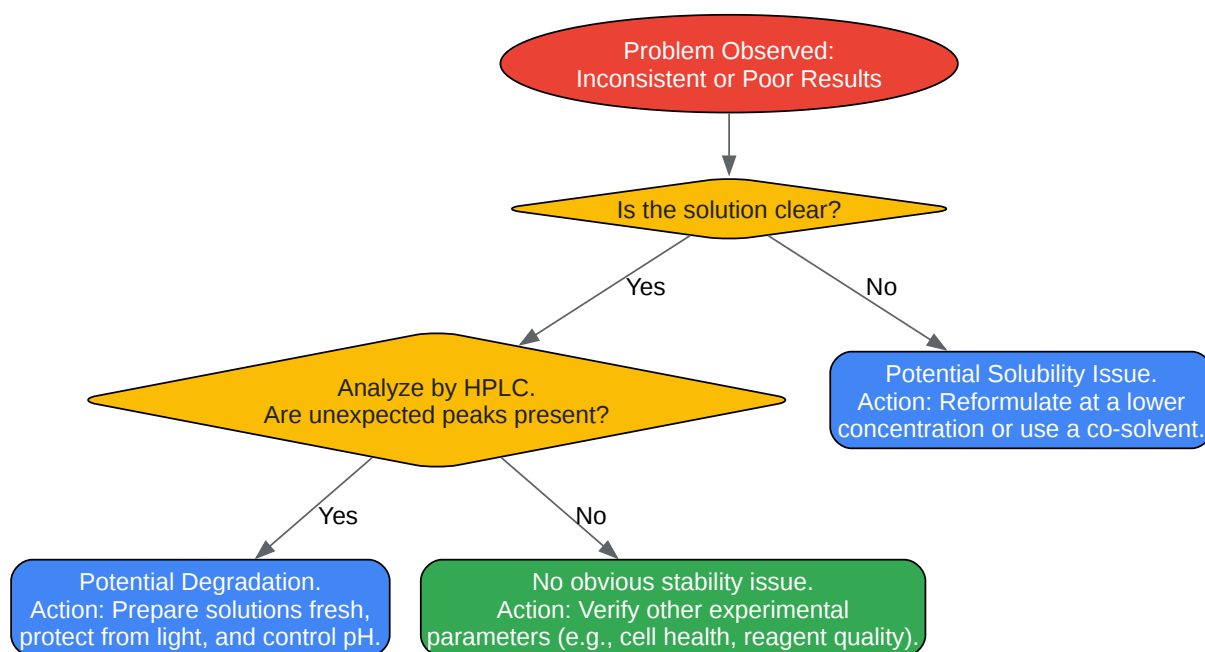 Problem Observed:
Inconsistent or Poor Results
Is the solution clear?
Yes
No
Analyze by HPLC.
Are unexpected peaks present?
Potential Solubility Issue.
Action: Reformulate at a lower
concentration or use a co-solvent.
Yes
No
Potential Degradation.
Action: Prepare solutions fresh,
protect from light, and control pH.
No obvious stability issue.
Action: Verify other experimental
parameters (e.g., cell health, reagent quality).